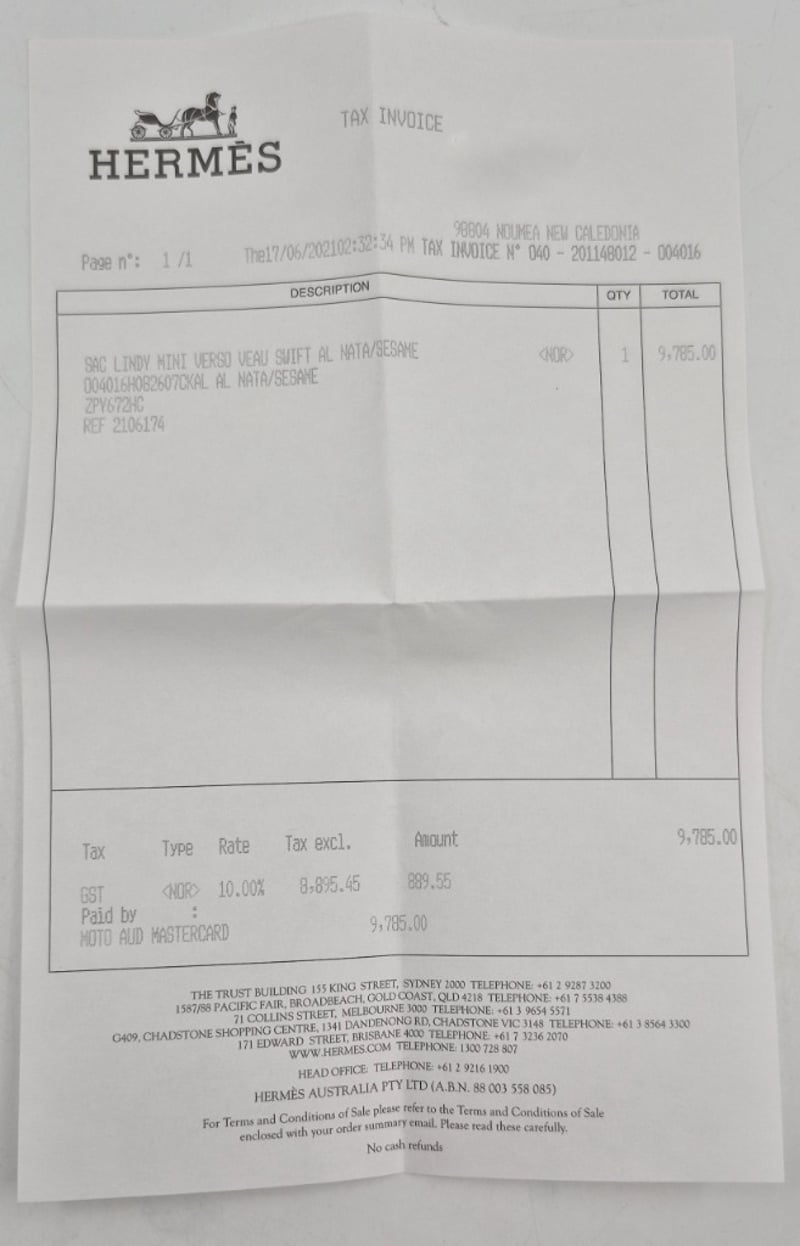 HERMÈS
TAX INVOICE
98804 NOUMEA NEW CALEDONIA
Page n°: 1 /1 The17/06/202102:32:34 PM TAX INVOICE N° 040 - 201148012 - 004016
DESCRIPTION QTY TOTAL
SAC LINDY MINI VERSO VEAU SWIFT AL NATA/SESAME <NOR> 1 9,785.00
004016H082607CKAL AL NATA/SESAME
ZPY672HC
REF 2106174
9,785.00
Tax Type Rate Tax excl. Amount
GST <NOR> 10.00% 8,895.45 889.55
Paid by :
MOTO AUD MASTERCARD 9,785.00
THE TRUST BUILDING 155 KING STREET, SYDNEY 2000 TELEPHONE: +61 2 9287 3200
1587/88 PACIFIC FAIR, BROADBEACH, GOLD COAST, QLD 4218 TELEPHONE: +61 7 5538 4388
71 COLLINS STREET, MELBOURNE 3000 TELEPHONE: +61 3 9654 5571
G409, CHADSTONE SHOPPING CENTRE, 1341 DANDENONG RD, CHADSTONE VIC 3148 TELEPHONE: +61 3 8564 3300
171 EDWARD STREET, BRISBANE 4000 TELEPHONE: +61 7 3236 2070
WWW.HERMES.COM TELEPHONE: 1300 728 807
HEAD OFFICE: TELEPHONE: +61 2 9216 1900
HERMÈS AUSTRALIA PTY LTD (A.B.N. 88 003 558 085)
For Terms and Conditions of Sale please refer to the Terms and Conditions of Sale
enclosed with your order summary email. Please read these carefully.
No cash refunds